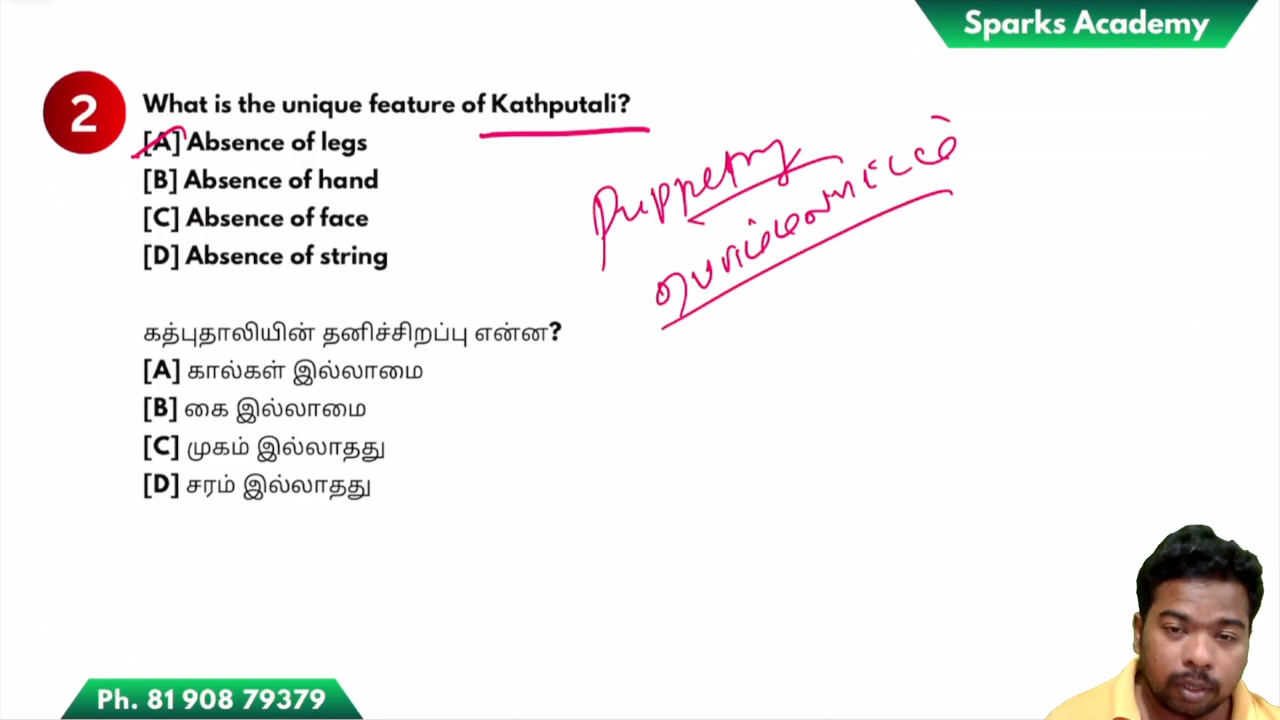 Sparks Academy
2
What is the unique feature of Kathputali?
[A] Absence of legs
[B] Absence of hand
[C] Absence of face
[D] Absence of string
Puppetry
கத்புதாலியின் தனிச்சிறப்பு என்ன?
[A] கால்கள் இல்லாமை
[B] கை இல்லாமை
[C] முகம் இல்லாதது
[D] சரம் இல்லாதது
Ph. 81 908 79379